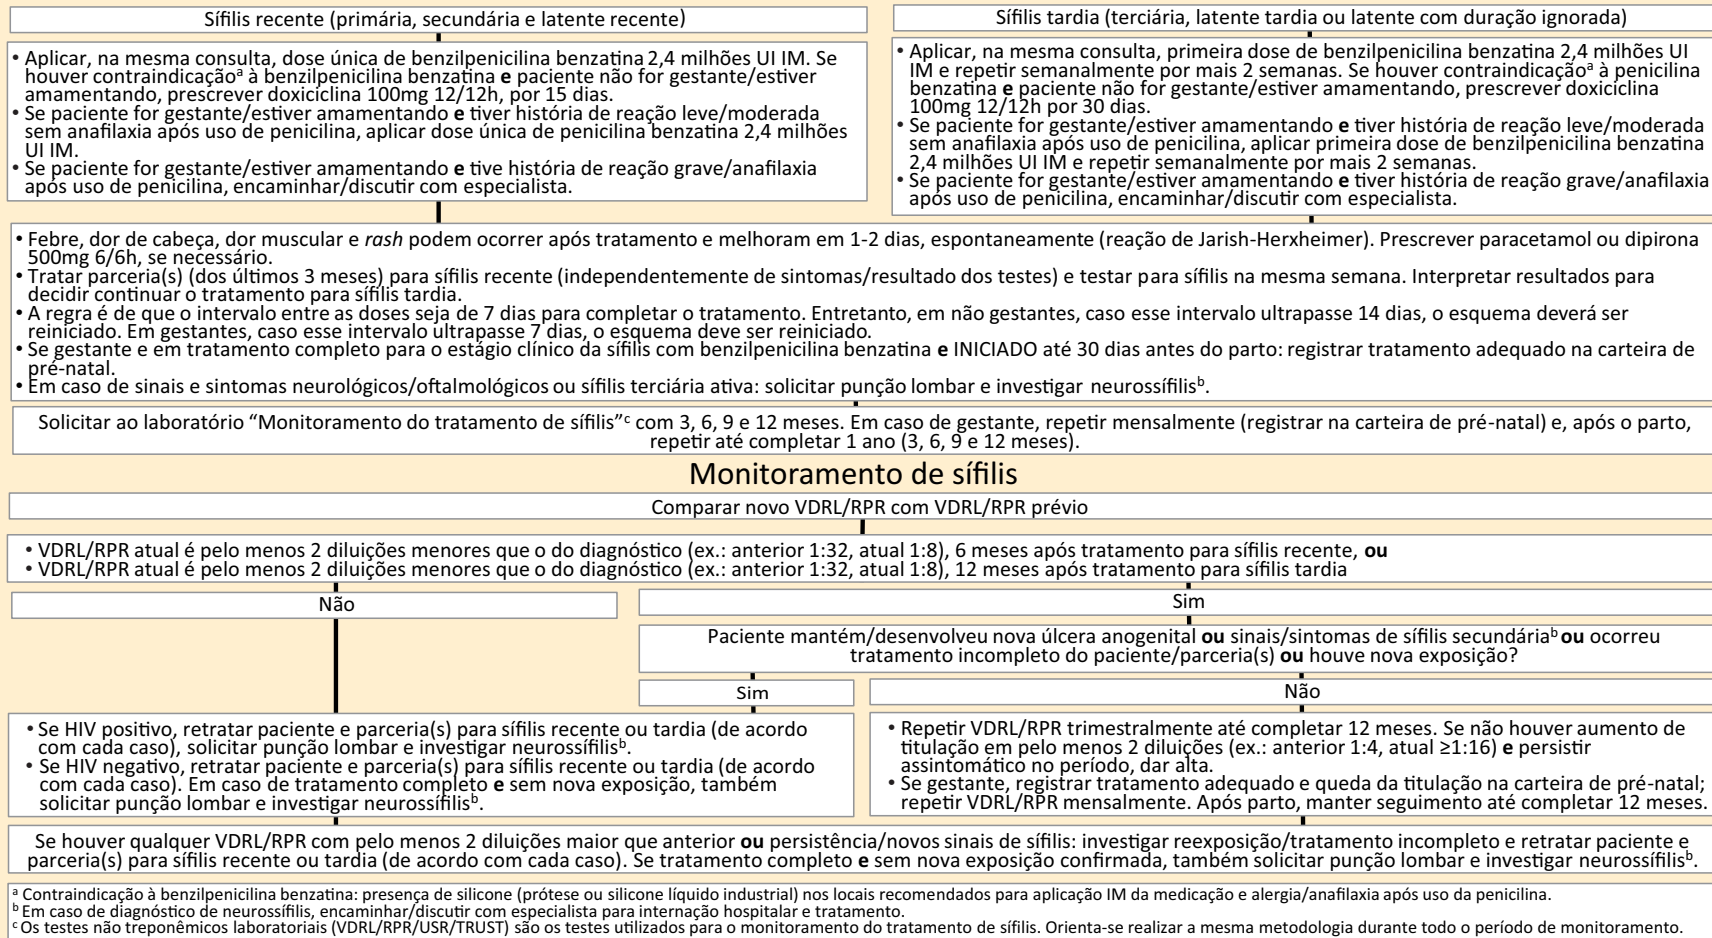 Sífilis recente (primária, secundária e latente recente)
• Aplicar, na mesma consulta, dose única de benzilpenicilina benzatina 2,4 milhões UI IM. Se
houver contraindicaçãoᵃ à benzilpenicilina benzatina e paciente não for gestante/estiver
amamentando, prescrever doxiciclina 100mg 12/12h, por 15 dias.
• Se paciente for gestante/estiver amamentando e tiver história de reação leve/moderada
sem anafilaxia após uso de penicilina, aplicar dose única de penicilina benzatina 2,4 milhões
UI IM.
• Se paciente for gestante/estiver amamentando e tive história de reação grave/anafilaxia
após uso de penicilina, encaminhar/discutir com especialista.
Sífilis tardia (terciária, latente tardia ou latente com duração ignorada)
• Aplicar, na mesma consulta, primeira dose de benzilpenicilina benzatina 2,4 milhões UI
IM e repetir semanalmente por mais 2 semanas. Se houver contraindicaçãoᵃ à penicilina
benzatina e paciente não for gestante/estiver amamentando, prescrever doxiciclina
100mg 12/12h por 30 dias.
• Se paciente for gestante/estiver amamentando e tiver história de reação leve/moderada
sem anafilaxia após uso de penicilina, aplicar primeira dose de benzilpenicilina benzatina
2,4 milhões UI IM e repetir semanalmente por mais 2 semanas.
• Se paciente for gestante/estiver amamentando e tiver história de reação grave/anafilaxia
após uso de penicilina, encaminhar/discutir com especialista.
• Febre, dor de cabeça, dor muscular e rash podem ocorrer após tratamento e melhoram em 1-2 dias, espontaneamente (reação de Jarish-Herxheimer). Prescrever paracetamol ou dipirona
500mg 6/6h, se necessário.
• Tratar parceria(s) (dos últimos 3 meses) para sífilis recente (independentemente de sintomas/resultado dos testes) e testar para sífilis na mesma semana. Interpretar resultados para
decidir continuar o tratamento para sífilis tardia.
• A regra é de que o intervalo entre as doses seja de 7 dias para completar o tratamento. Entretanto, em não gestantes, caso esse intervalo ultrapasse 14 dias, o esquema deverá ser
reiniciado. Em gestantes, caso esse intervalo ultrapasse 7 dias, o esquema deve ser reiniciado.
• Se gestante e em tratamento completo para o estágio clínico da sífilis com benzilpenicilina benzatina e INICIADO até 30 dias antes do parto: registrar tratamento adequado na carteira de
pré-natal.
• Em caso de sinais e sintomas neurológicos/oftalmológicos ou sífilis terciária ativa: solicitar punção lombar e investigar neurossífilisᵇ.
Solicitar ao laboratório “Monitoramento do tratamento de sífilis”ᶜ com 3, 6, 9 e 12 meses. Em caso de gestante, repetir mensalmente (registrar na carteira de pré-natal) e, após o parto,
repetir até completar 1 ano (3, 6, 9 e 12 meses).
Monitoramento de sífilis
Comparar novo VDRL/RPR com VDRL/RPR prévio
• VDRL/RPR atual é pelo menos 2 diluições menores que o do diagnóstico (ex.: anterior 1:32, atual 1:8), 6 meses após tratamento para sífilis recente, ou
• VDRL/RPR atual é pelo menos 2 diluições menores que o do diagnóstico (ex.: anterior 1:32, atual 1:8), 12 meses após tratamento para sífilis tardia
Não
Sim
Paciente mantém/desenvolveu nova úlcera anogenital ou sinais/sintomas de sífilis secundáriaᵇ ou ocorreu
tratamento incompleto do paciente/parceria(s) ou houve nova exposição?
Sim
Não
• Se HIV positivo, retratar paciente e parceria(s) para sífilis recente ou tardia (de acordo
com cada caso), solicitar punção lombar e investigar neurossífilisᵇ.
• Se HIV negativo, retratar paciente e parceria(s) para sífilis recente ou tardia (de acordo
com cada caso). Em caso de tratamento completo e sem nova exposição, também
solicitar punção lombar e investigar neurossífilisᵇ.
• Repetir VDRL/RPR trimestralmente até completar 12 meses. Se não houver aumento de
titulação em pelo menos 2 diluições (ex.: anterior 1:4, atual ≥1:16) e persistir
assintomático no período, dar alta.
• Se gestante, registrar tratamento adequado e queda da titulação na carteira de pré-natal;
repetir VDRL/RPR mensalmente. Após parto, manter seguimento até completar 12 meses.
Se houver qualquer VDRL/RPR com pelo menos 2 diluições maior que anterior ou persistência/novos sinais de sífilis: investigar reexposição/tratamento incompleto e retratar paciente e
parceria(s) para sífilis recente ou tardia (de acordo com cada caso). Se tratamento completo e sem nova exposição confirmada, também solicitar punção lombar e investigar neurossífilisᵇ.
ᵃ Contraindicação à benzilpenicilina benzatina: presença de silicone (prótese ou silicone líquido industrial) nos locais recomendados para aplicação IM da medicação e alergia/anafilaxia após uso da penicilina.
ᵇ Em caso de diagnóstico de neurossífilis, encaminhar/discutir com especialista para internação hospitalar e tratamento.
ᶜ Os testes não treponêmicos laboratoriais (VDRL/RPR/USR/TRUST) são os testes utilizados para o monitoramento do tratamento de sífilis. Orienta-se realizar a mesma metodologia durante todo o período de monitoramento.